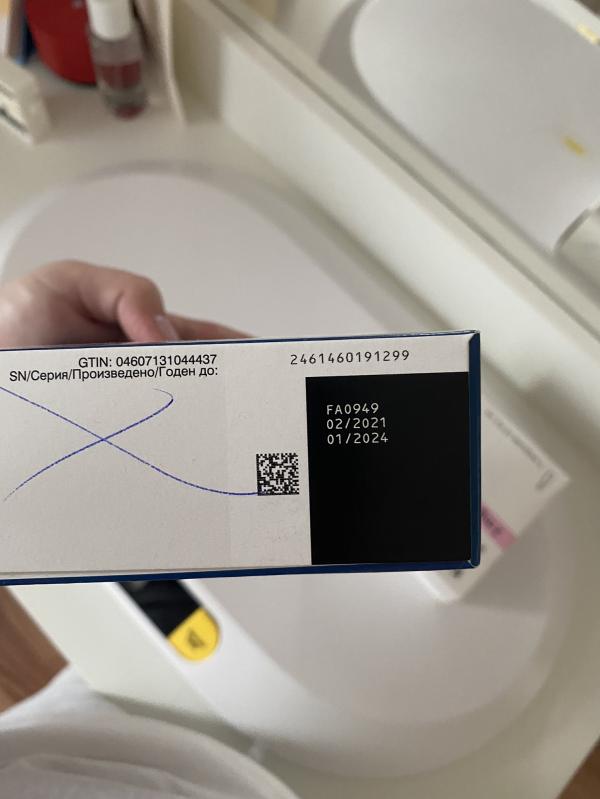 GTIN: 04607131044437
SN/Серия/Произведено/Годен до:
2461460191299
FA0949
02/2021
01/2024